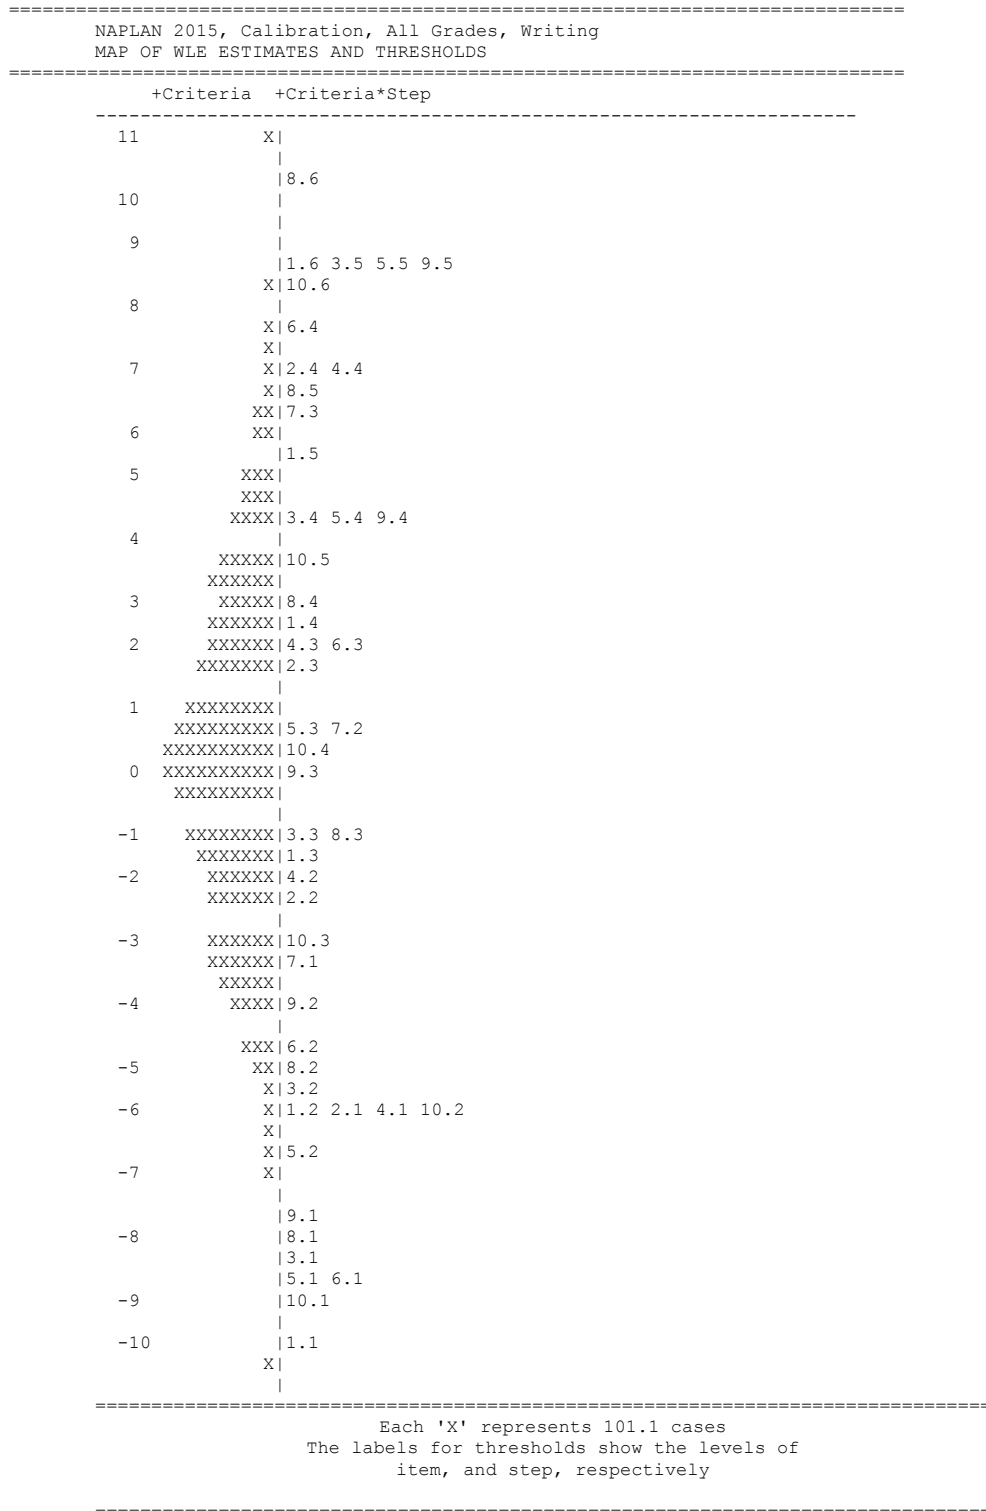 ================================================================================
NAPLAN 2015, Calibration, All Grades, Writing
MAP OF WLE ESTIMATES AND THRESHOLDS
================================================================================
+Criteria  +Criteria*Step
--------------------------------------------------------------------
11 X|
|
|8.6
10 |
|
9 |
|1.6 3.5 5.5 9.5
X|10.6
8 |
X|6.4
X|
7 X|2.4 4.4
X|8.5
XX|7.3
6 XX|
|1.5
5 XXX|
XXX|
XXXX|3.4 5.4 9.4
4 |
XXXXX|10.5
XXXXXX|
3 XXXXX|8.4
XXXXXX|1.4
2 XXXXXX|4.3 6.3
XXXXXXX|2.3
|
1 XXXXXXXX|
XXXXXXXXX|5.3 7.2
XXXXXXXXXX|10.4
0 XXXXXXXXXX|9.3
XXXXXXXXX|
|
-1 XXXXXXXX|3.3 8.3
XXXXXXX|1.3
-2 XXXXXX|4.2
XXXXXX|2.2
|
-3 XXXXXX|10.3
XXXXXX|7.1
XXXXX|
-4 XXXX|9.2
|
XXX|6.2
-5 XX|8.2
X|3.2
-6 X|1.2 2.1 4.1 10.2
X|
X|5.2
-7 X|
|
|9.1
-8 |8.1
|3.1
|5.1 6.1
-9 |10.1
|
-10 |1.1
X|
|
================================================================================
Each 'X' represents 101.1 cases
The labels for thresholds show the levels of
item, and step, respectively
================================================================================